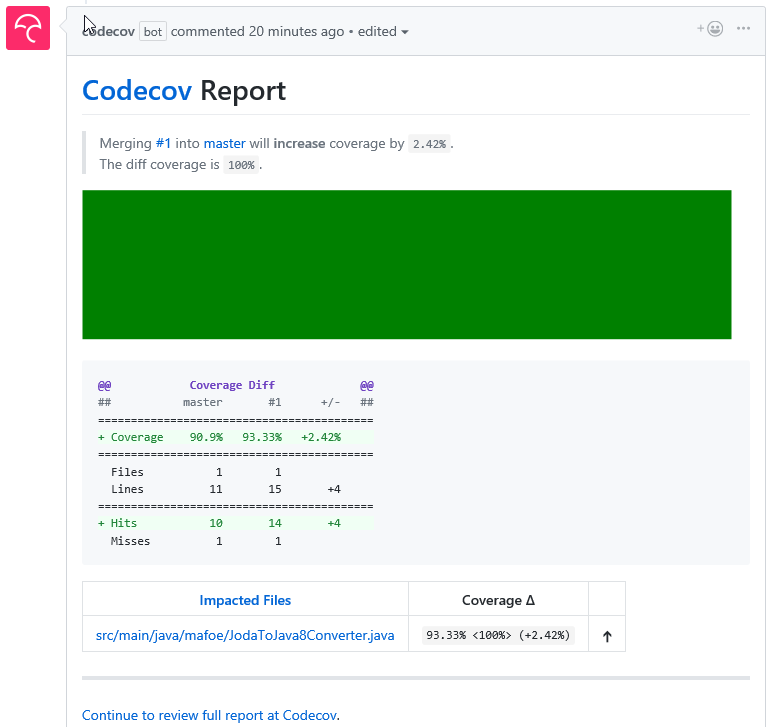 codecov bot commented 20 minutes ago • edited
Codecov Report
Merging #1 into master will increase coverage by 2.42%.
The diff coverage is 100%.
@@ Coverage Diff @@
## master #1 +/- ##
==========================================
+ Coverage 90.9% 93.33% +2.42%
==========================================
Files 1 1
Lines 11 15 +4
==========================================
+ Hits 10 14 +4
Misses 1 1
Impacted Files Coverage Δ
src/main/java/mafoe/JodaToJava8Converter.java 93.33% <100%> (+2.42%) ↑
Continue to review full report at Codecov.